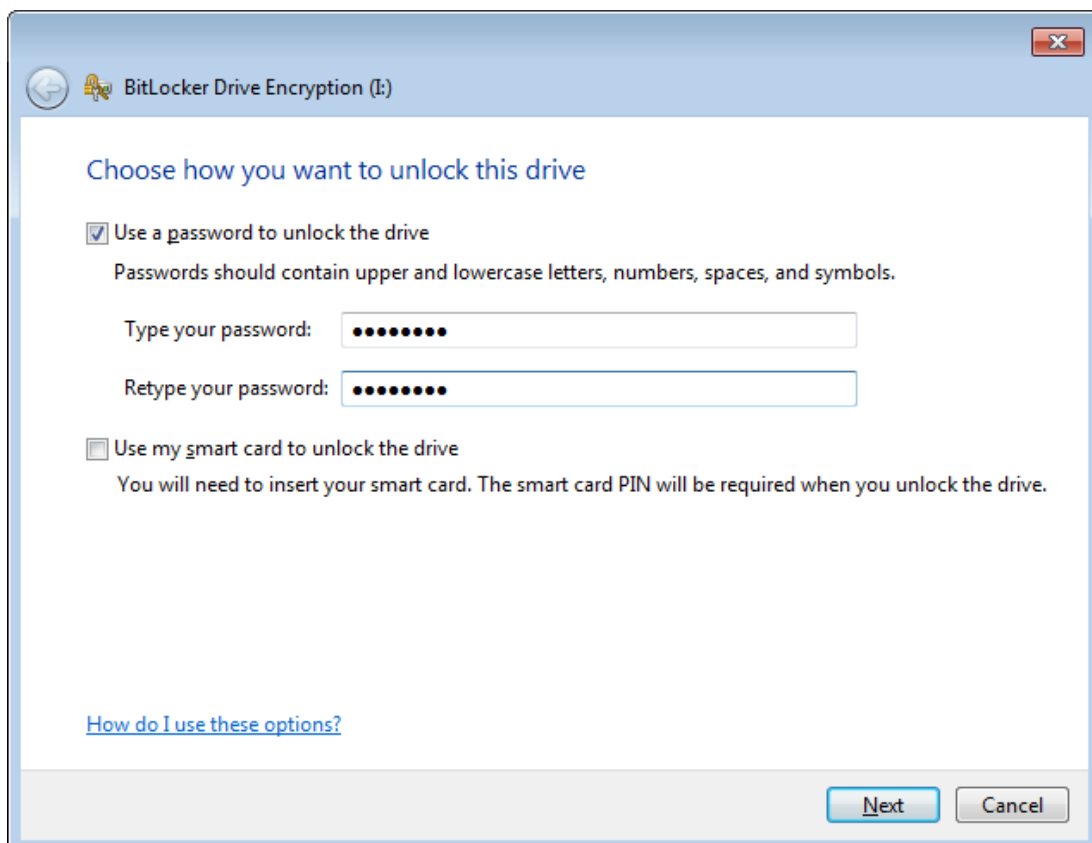 BitLocker Drive Encryption (I:)
Choose how you want to unlock this drive
Use a password to unlock the drive
Passwords should contain upper and lowercase letters, numbers, spaces, and symbols.
Type your password: ●●●●●●●●
Retype your password: ●●●●●●●●
Use my smart card to unlock the drive
You will need to insert your smart card. The smart card PIN will be required when you unlock the drive.
How do I use these options?
Next Cancel